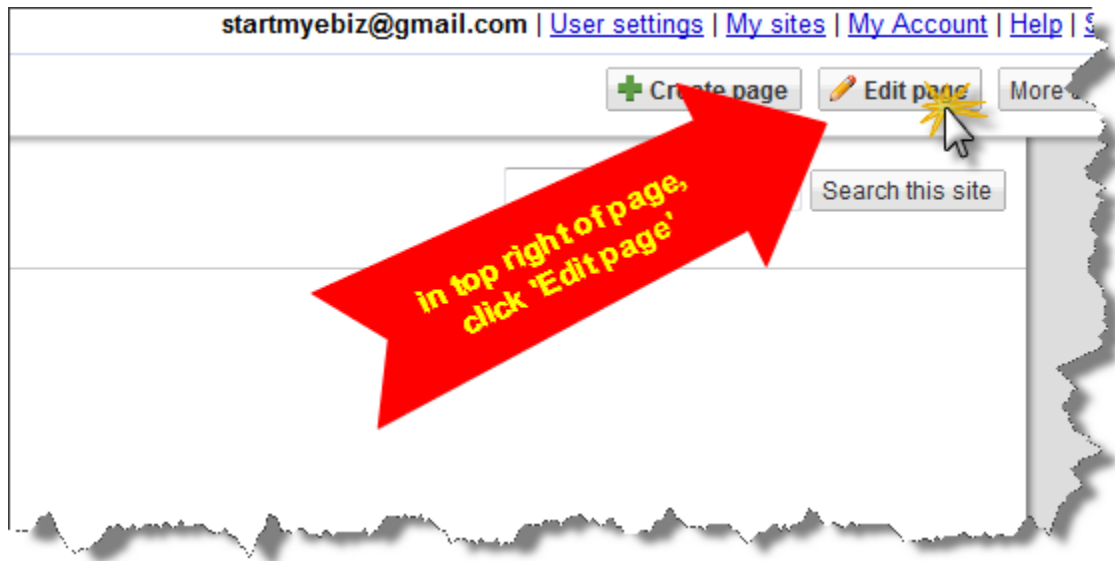 startmyebiz@gmail.com | User settings | My sites | My Account | Help |
Create page Edit page More
Search this site
in top right of page,
click 'Edit page'